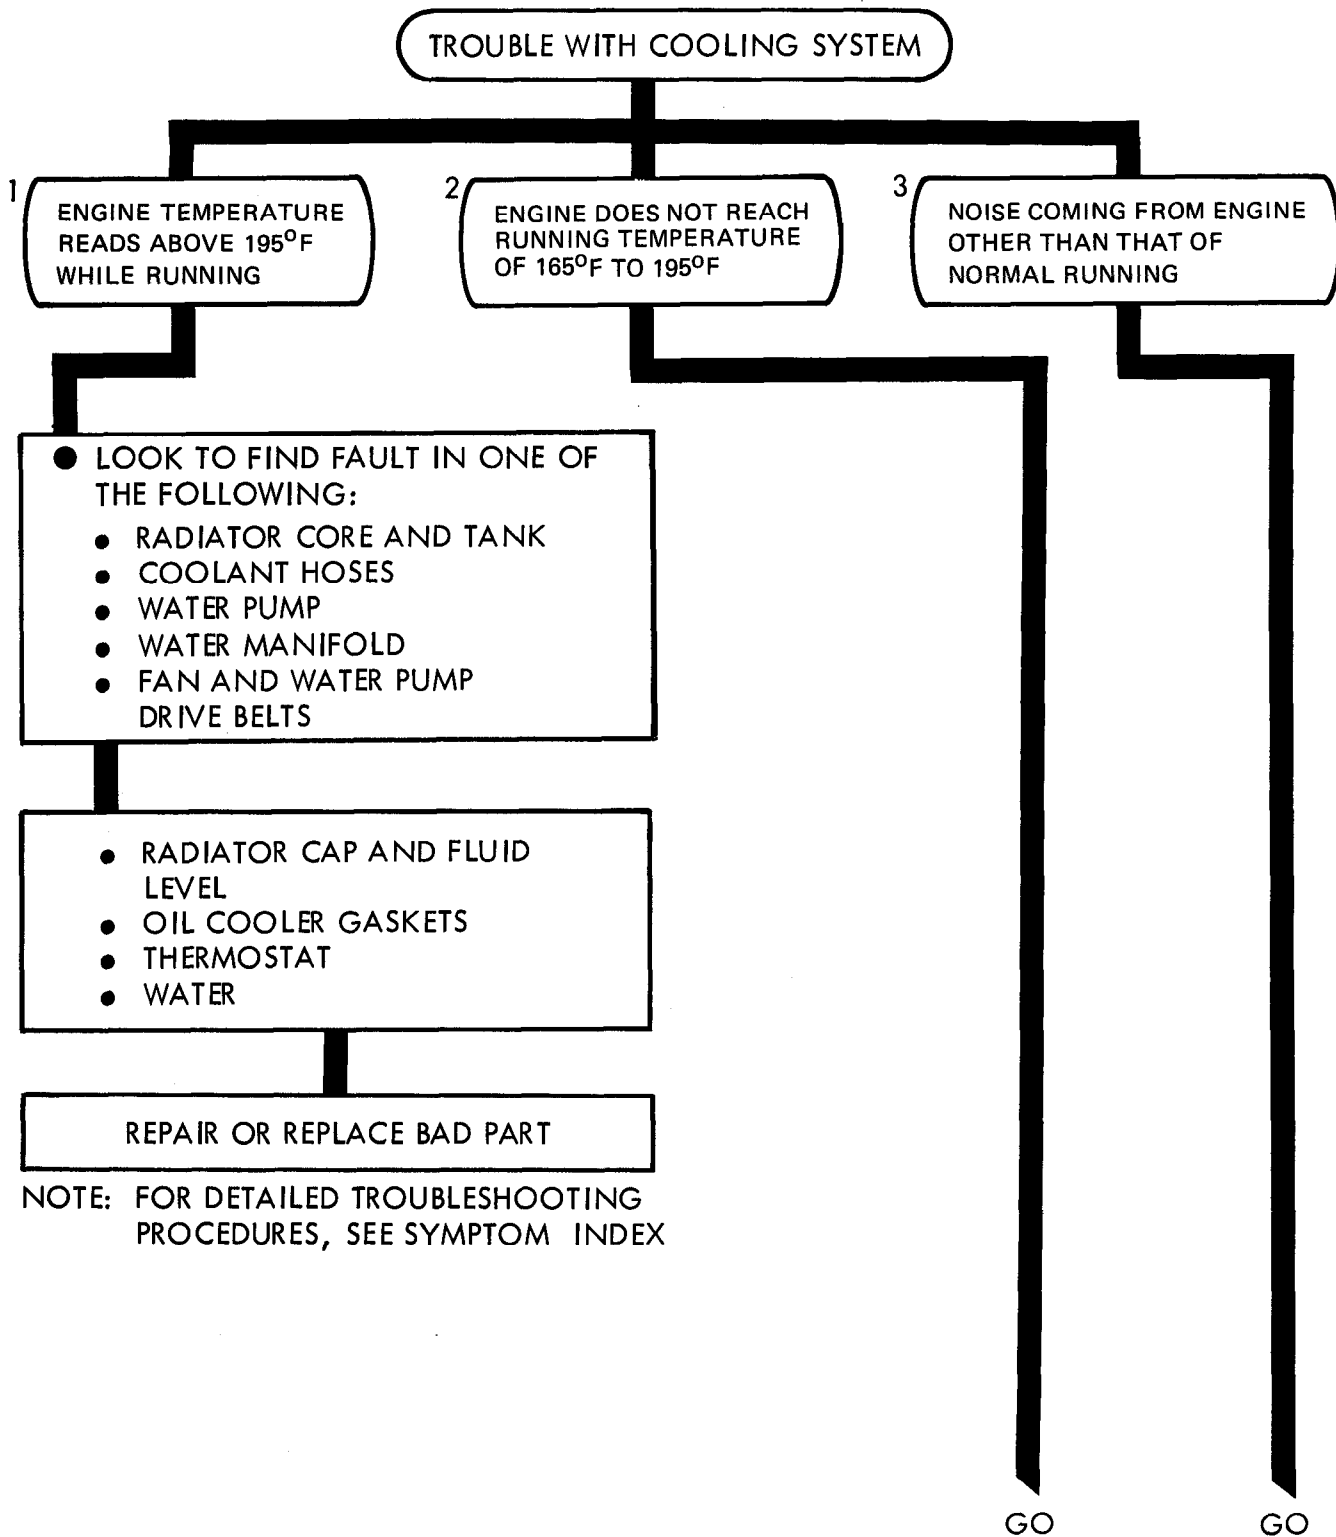 TROUBLE WITH COOLING SYSTEM
1
ENGINE TEMPERATURE
READS ABOVE 195°F
WHILE RUNNING
2
ENGINE DOES NOT REACH
RUNNING TEMPERATURE
OF 165°F TO 195°F
3
NOISE COMING FROM ENGINE
OTHER THAN THAT OF
NORMAL RUNNING
● LOOK TO FIND FAULT IN ONE OF
THE FOLLOWING:
● RADIATOR CORE AND TANK
● COOLANT HOSES
● WATER PUMP
● WATER MANIFOLD
● FAN AND WATER PUMP
DRIVE BELTS
● RADIATOR CAP AND FLUID
LEVEL
● OIL COOLER GASKETS
● THERMOSTAT
● WATER
REPAIR OR REPLACE BAD PART
NOTE: FOR DETAILED TROUBLESHOOTING
PROCEDURES, SEE SYMPTOM INDEX
GO
GO